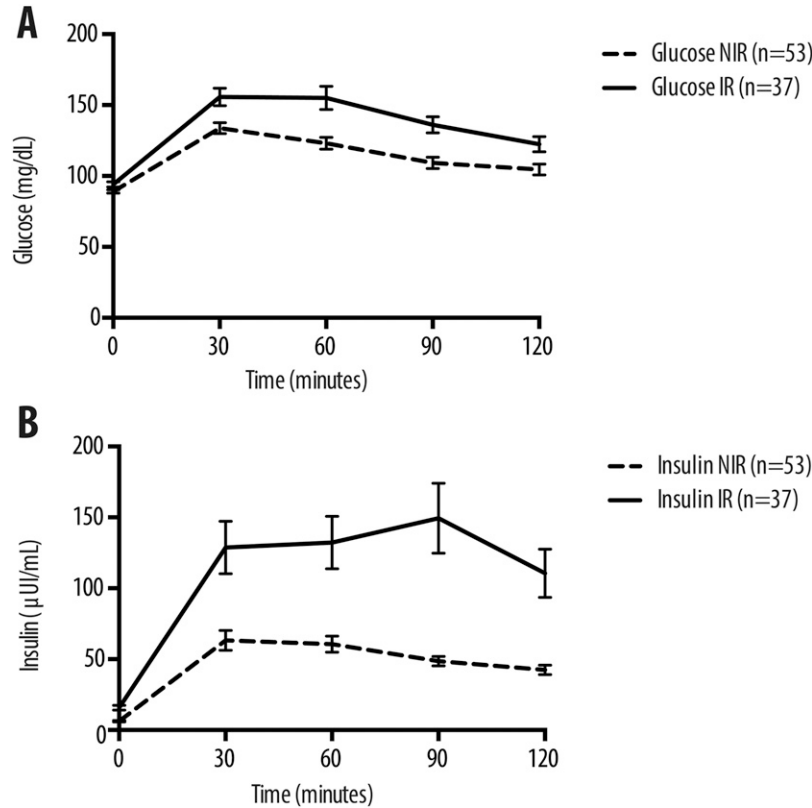 A
200
150
100
50
0
Glucose (mg/dL)
0 30 60 90 120
Time (minutes)
Glucose NIR (n=53)
Glucose IR (n=37)
B
200
150
100
50
0
Insulin ( µ UI/mL)
0 30 60 90 120
Time (minutes)
Insulin NIR (n=53)
Insulin IR (n=37)